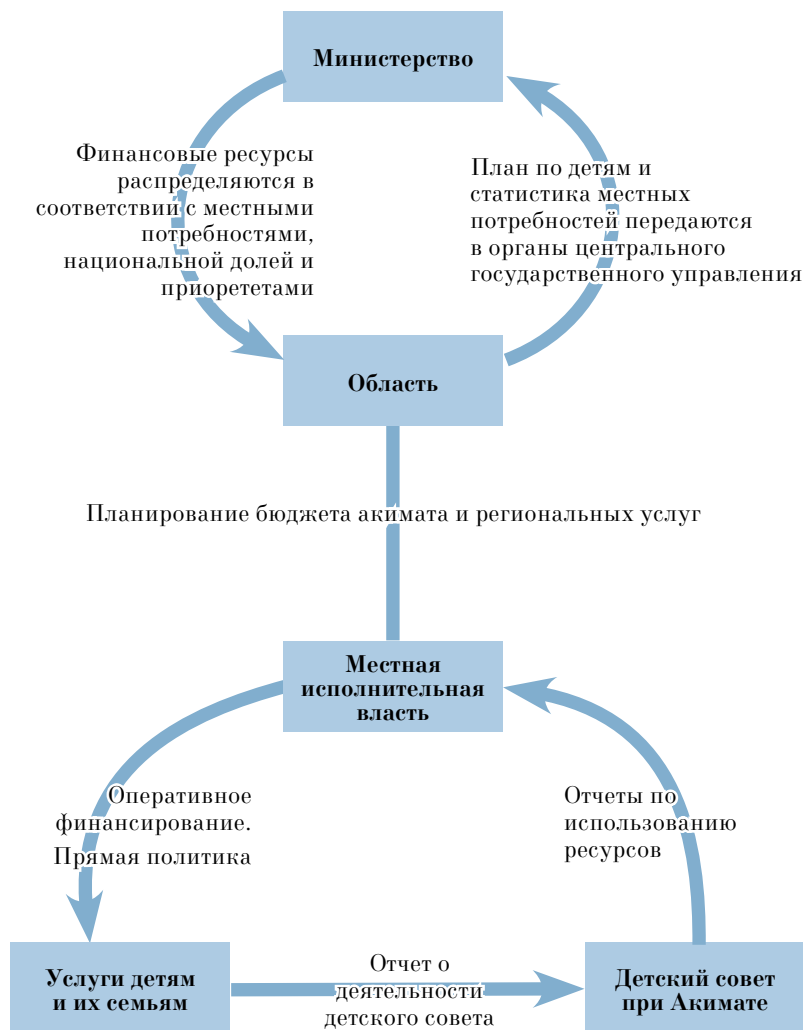 Министерство
Финансовые ресурсы
распределяются в
соответствии с местными
потребностями,
национальной долей и
приорететами
План по детям и
статистика местных
потребностей передаются
в органы центрального
государственного управления
Область
Планирование бюджета акимата и региональных услуг
Местная
исполнительная
власть
Оперативное
финансирование.
Прямая политика
Отчеты по
использованию
ресурсов
Услуги детям
и их семьям
Отчет о
деятельности
детского совета
Детский совет
при Акимате